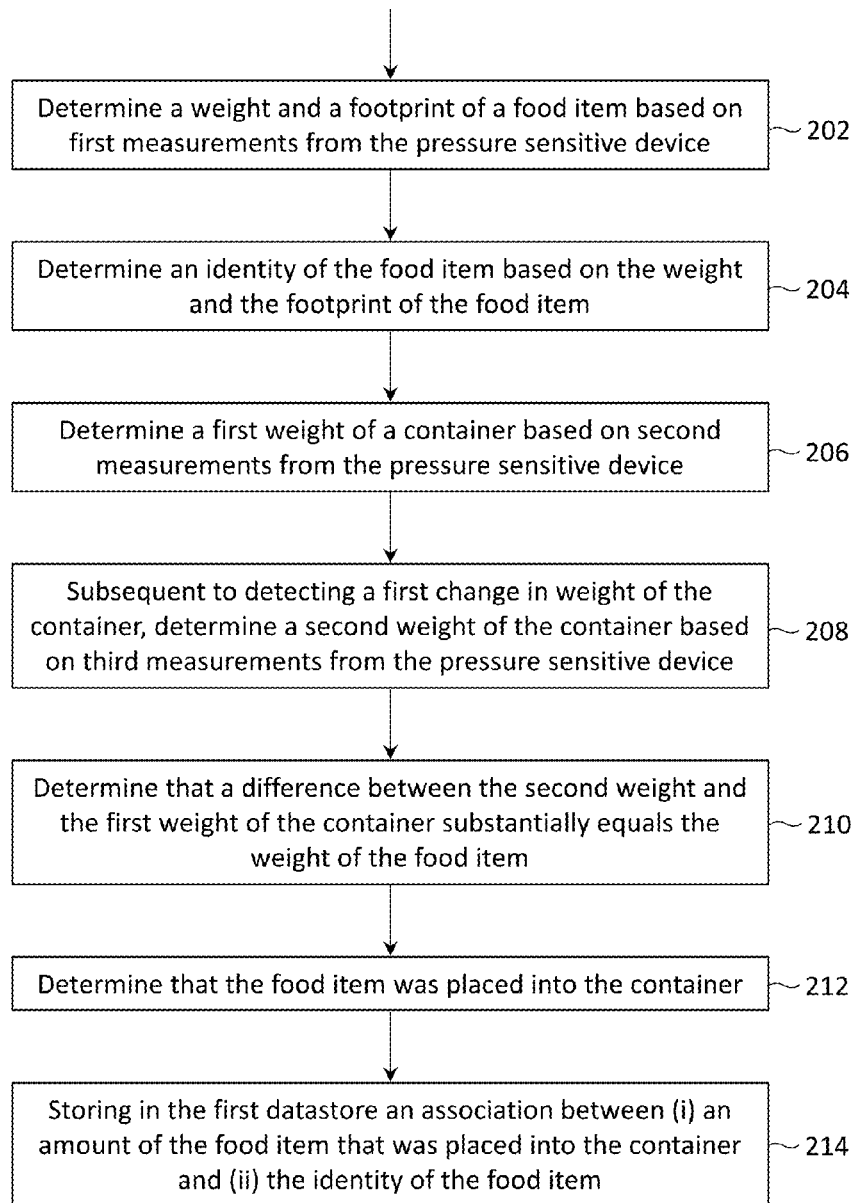 Determine a weight and a footprint of a food item based on
first measurements from the pressure sensitive device
202
Determine an identity of the food item based on the weight
and the footprint of the food item
204
Determine a first weight of a container based on second
measurements from the pressure sensitive device
206
Subsequent to detecting a first change in weight of the
container, determine a second weight of the container based
on third measurements from the pressure sensitive device
208
Determine that a difference between the second weight and
the first weight of the container substantially equals the
weight of the food item
210
Determine that the food item was placed into the container
212
Storing in the first datastore an association between (i) an
amount of the food item that was placed into the container
and (ii) the identity of the food item
214